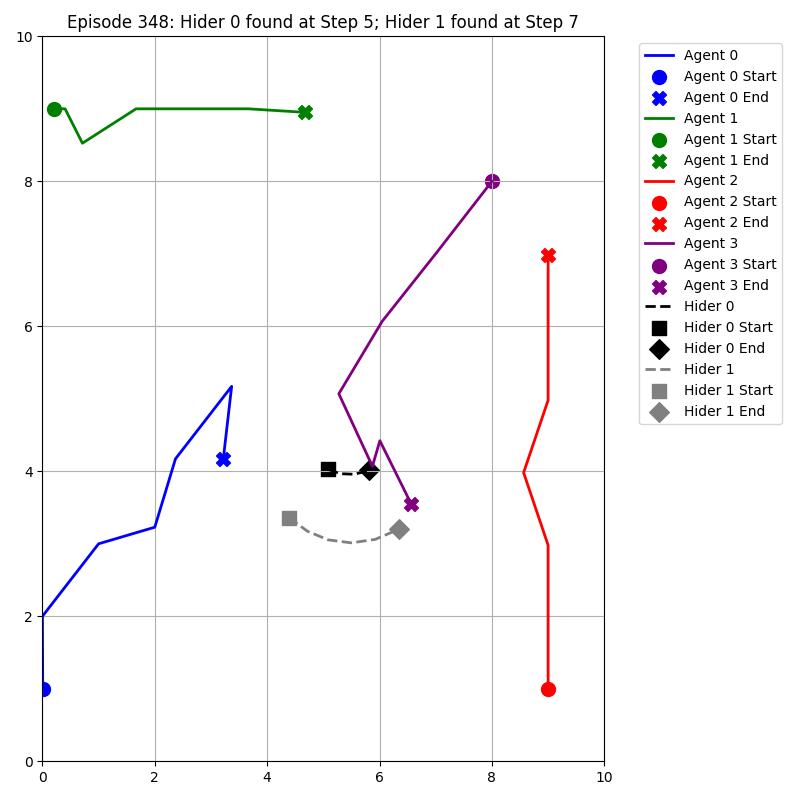 Episode 348: Hider 0 found at Step 5; Hider 1 found at Step 7
10
8
6
4
2
0
0
2
4
6
8
10
Agent 0
Agent 0 Start
Agent 0 End
Agent 1
Agent 1 Start
Agent 1 End
Agent 2
Agent 2 Start
Agent 2 End
Agent 3
Agent 3 Start
Agent 3 End
Hider 0
Hider 0 Start
Hider 0 End
Hider 1
Hider 1 Start
Hider 1 End